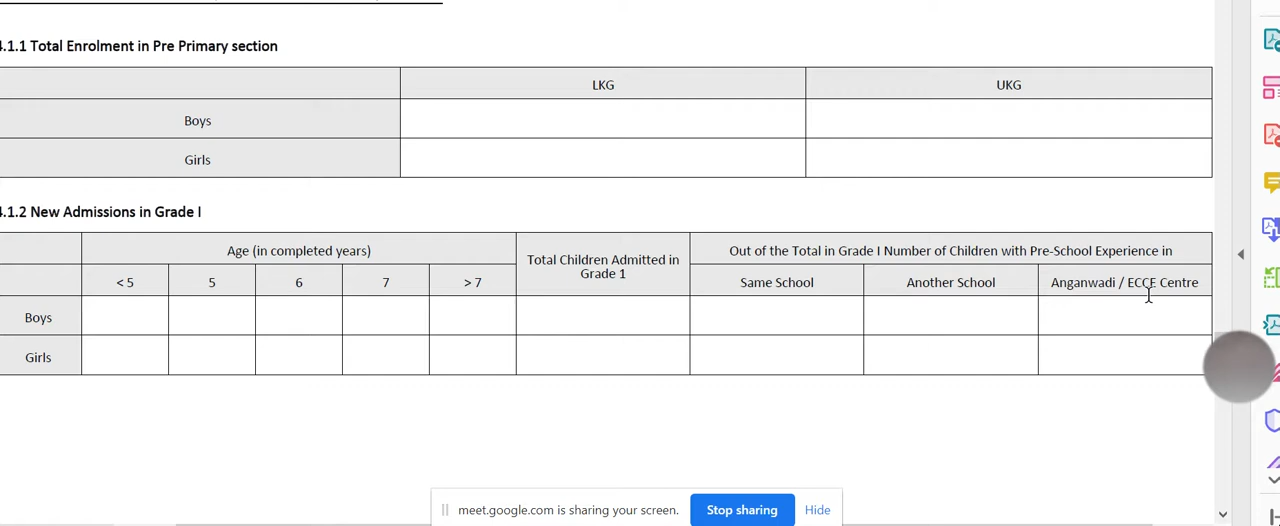 4.1.1 Total Enrolment in Pre Primary section
LKG UKG
Boys
Girls
4.1.2 New Admissions in Grade I
Age (in completed years) Total Children Admitted in Grade 1 Out of the Total in Grade I Number of Children with Pre-School Experience in
< 5 5 6 7 > 7 Same School Another School Anganwadi / ECCE Centre
Boys
Girls
meet.google.com is sharing your screen. Stop sharing Hide